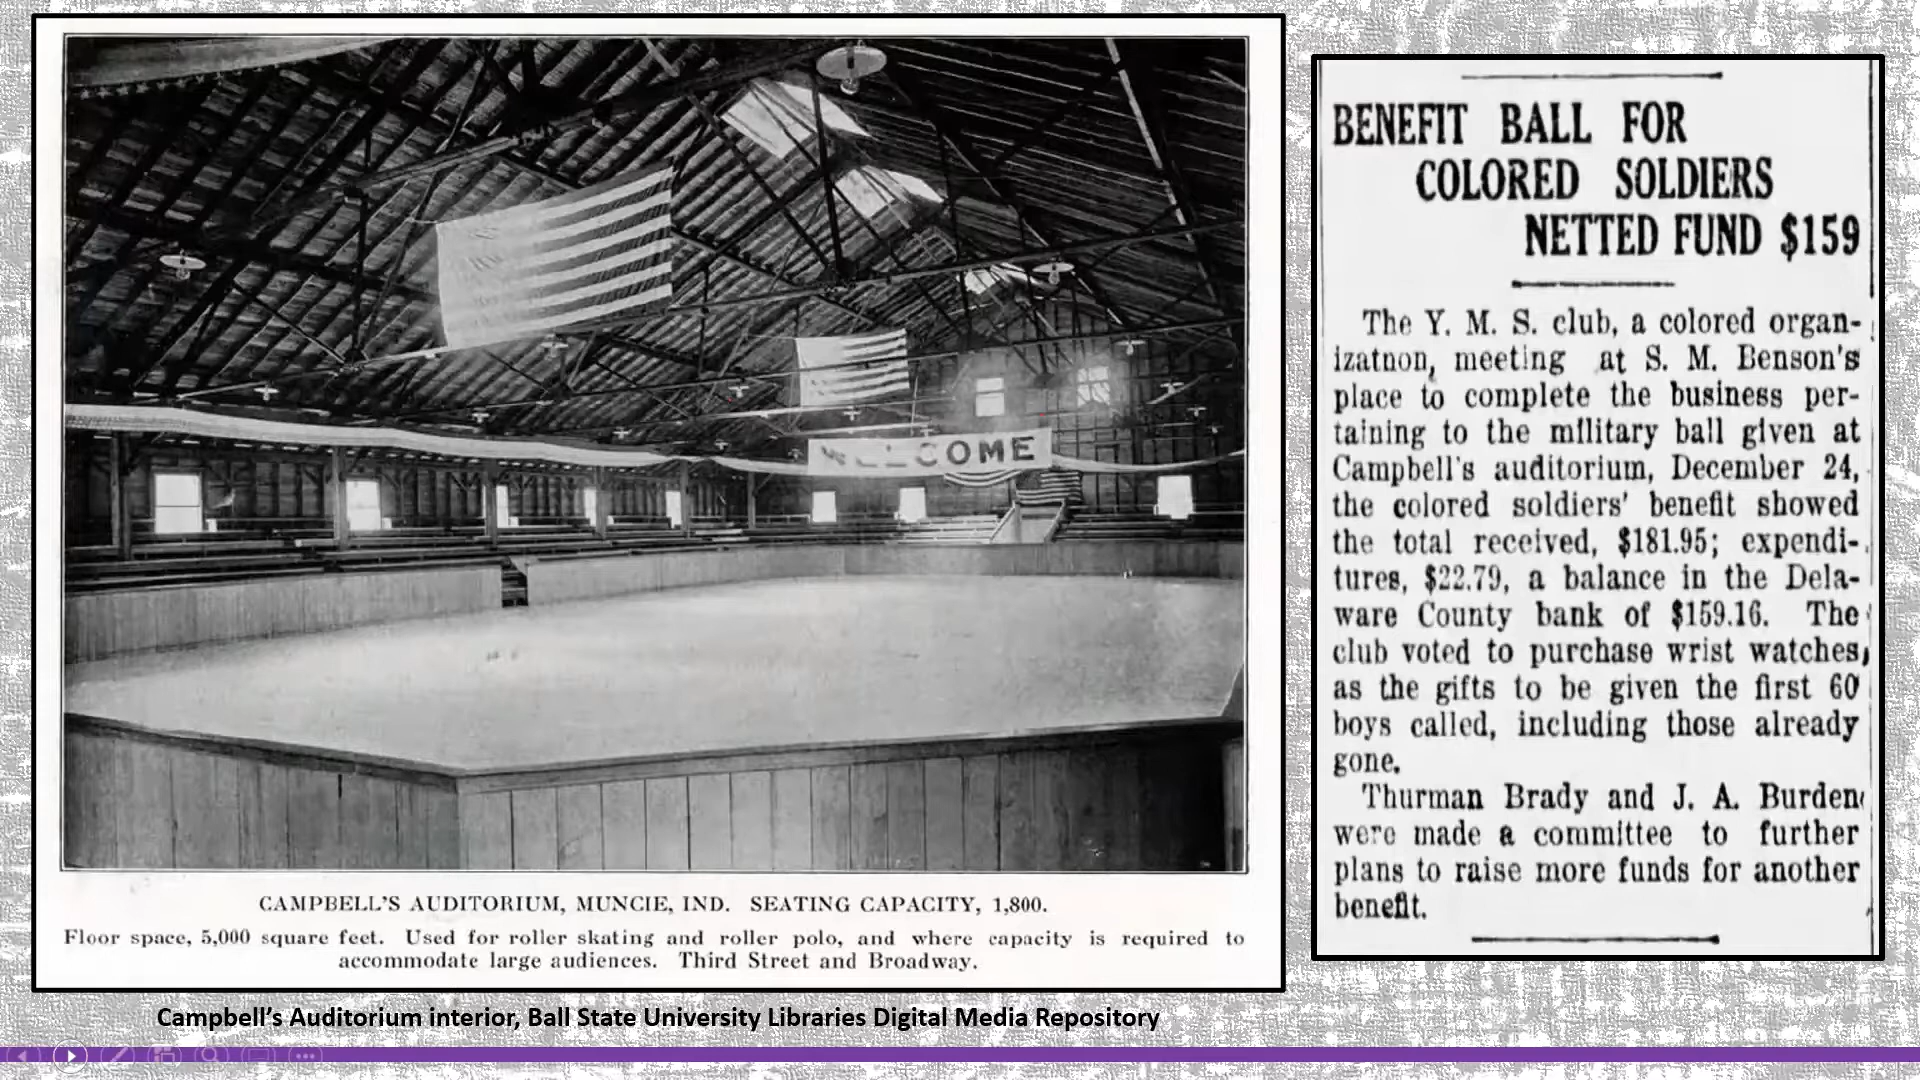 WELCOME
CAMPBELL'S AUDITORIUM, MUNCIE, IND. SEATING CAPACITY, 1,800.
Floor space, 5,000 square feet. Used for roller skating and roller polo, and where capacity is required to
accommodate large audiences. Third Street and Broadway.
Campbell's Auditorium interior, Ball State University Libraries Digital Media Repository
BENEFIT BALL FOR
COLORED SOLDIERS
NETTED FUND $159
The Y. M. S. club, a colored organ-
izatnon, meeting at S. M. Benson's
place to complete the business per-
taining to the military ball given at
Campbell's auditorium, December 24,
the colored soldiers' benefit showed
the total received, $181.95; expendi-
tures, $22.79, a balance in the Dela-
ware County bank of $159.16. The
club voted to purchase wrist watches,
as the gifts to be given the first 60
boys called, including those already
gone.
Thurman Brady and J. A. Burden
were made a committee to further
plans to raise more funds for another
benefit.